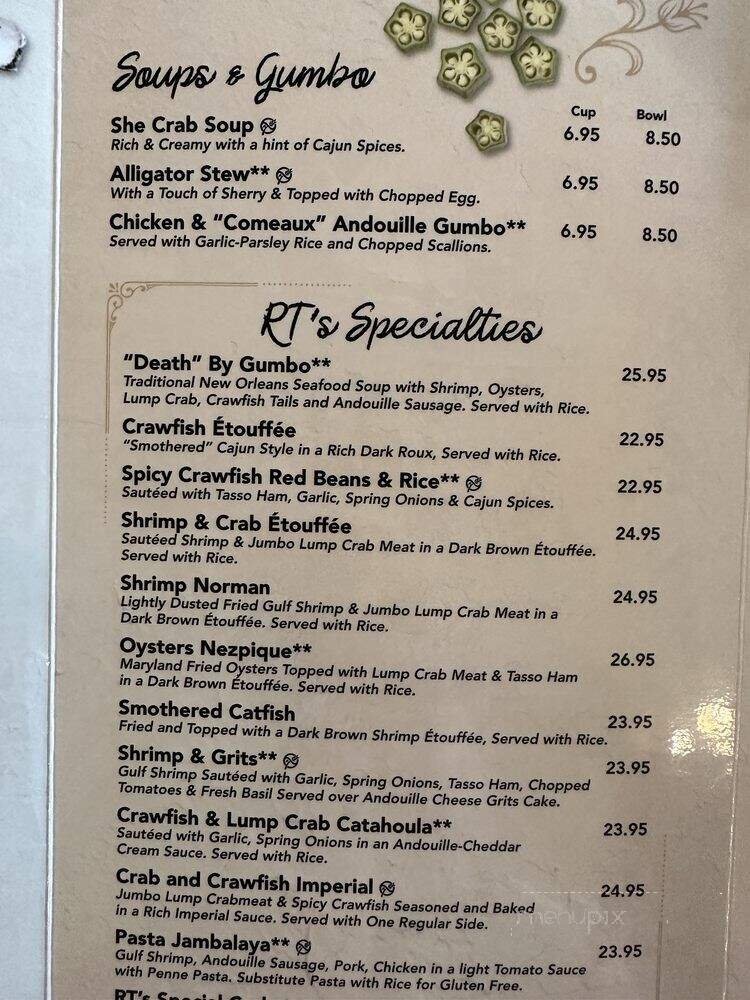 Soups & Gumbo
Cup Bowl
She Crab Soup 6.95 8.50
Rich & Creamy with a hint of Cajun Spices.
Alligator Stew** 6.95 8.50
With a Touch of Sherry & Topped with Chopped Egg.
Chicken & "Comeaux" Andouille Gumbo** 6.95 8.50
Served with Garlic-Parsley Rice and Chopped Scallions.
RT's Specialties
"Death" By Gumbo** 25.95
Traditional New Orleans Seafood Soup with Shrimp, Oysters,
Lump Crab, Crawfish Tails and Andouille Sausage. Served with Rice.
Crawfish Étouffée 22.95
"Smothered" Cajun Style in a Rich Dark Roux, Served with Rice.
Spicy Crawfish Red Beans & Rice** 22.95
Sautéed with Tasso Ham, Garlic, Spring Onions & Cajun Spices.
Shrimp & Crab Étouffée 24.95
Sautéed Shrimp & Jumbo Lump Crab Meat in a Dark Brown Étouffée.
Served with Rice.
Shrimp Norman 24.95
Lightly Dusted Fried Gulf Shrimp & Jumbo Lump Crab Meat in a
Dark Brown Étouffée. Served with Rice.
Oysters Nezpique** 26.95
Maryland Fried Oysters Topped with Lump Crab Meat & Tasso Ham
in a Dark Brown Étouffée. Served with Rice.
Smothered Catfish 23.95
Fried and Topped with a Dark Brown Shrimp Étouffée, Served with Rice.
Shrimp & Grits** 23.95
Gulf Shrimp Sautéed with Garlic, Spring Onions, Tasso Ham, Chopped
Tomatoes & Fresh Basil Served over Andouille Cheese Grits Cake.
Crawfish & Lump Crab Catahoula** 23.95
Sautéed with Garlic, Spring Onions in an Andouille-Cheddar
Cream Sauce. Served with Rice.
Crab and Crawfish Imperial 24.95
Jumbo Lump Crabmeat & Spicy Crawfish Seasoned and Baked
in a Rich Imperial Sauce. Served with One Regular Side.
menupix
Pasta Jambalaya** 23.95
Gulf Shrimp, Andouille Sausage, Pork, Chicken in a light Tomato Sauce
with Penne Pasta. Substitute Pasta with Rice for Gluten Free.
RT's Special